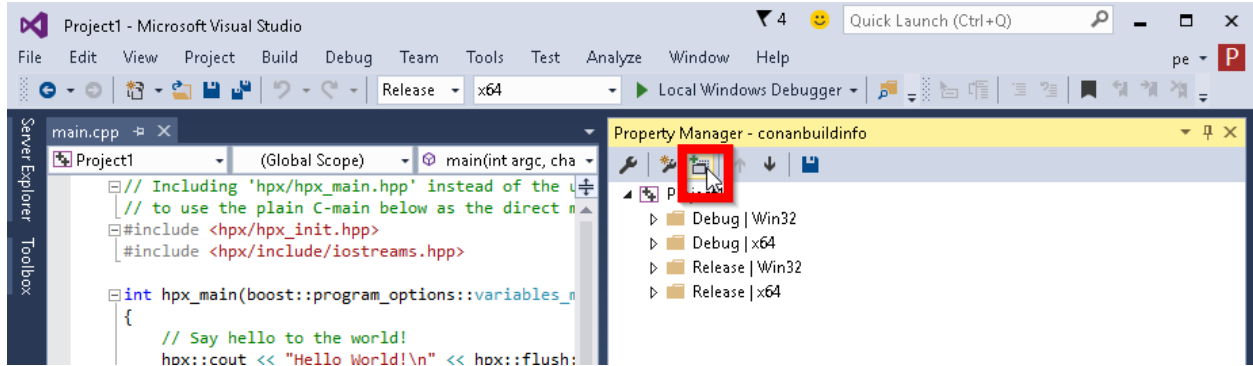 Project1 - Microsoft Visual Studio
4
Quick Launch (Ctrl+Q)
File Edit View Project Build Debug Team Tools Test Analyze Window Help
pe P
Release x64 Local Windows Debugger
Server Explorer
Toolbox
main.cpp
Project1 (Global Scope) main(int argc, cha
// Including 'hpx/hpx_main.hpp' instead of the
// to use the plain C-main below as the direct
#include <hpx/hpx_init.hpp>
#include <hpx/include/iostreams.hpp>
int hpx_main(boost::program_options::variables_
{
// Say hello to the world!
hpx::cout << "Hello World!\n" << hpx::flush;
Property Manager - conanbuildinfo
Debug | Win32
Debug | x64
Release | Win32
Release | x64